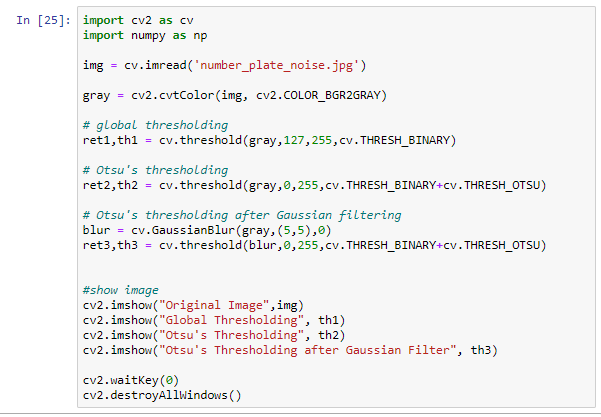 In [25]: import cv2 as cv
import numpy as np
img = cv.imread('number_plate_noise.jpg')
gray = cv2.cvtColor(img, cv2.COLOR_BGR2GRAY)
# global thresholding
ret1,th1 = cv.threshold(gray,127,255,cv.THRESH_BINARY)
# Otsu's thresholding
ret2,th2 = cv.threshold(gray,0,255,cv.THRESH_BINARY+cv.THRESH_OTSU)
# Otsu's thresholding after Gaussian filtering
blur = cv.GaussianBlur(gray,(5,5),0)
ret3,th3 = cv.threshold(blur,0,255,cv.THRESH_BINARY+cv.THRESH_OTSU)
#show image
cv2.imshow("Original Image",img)
cv2.imshow("Global Thresholding", th1)
cv2.imshow("Otsu's Thresholding", th2)
cv2.imshow("Otsu's Thresholding after Gaussian Filter", th3)
cv2.waitKey(0)
cv2.destroyAllWindows()